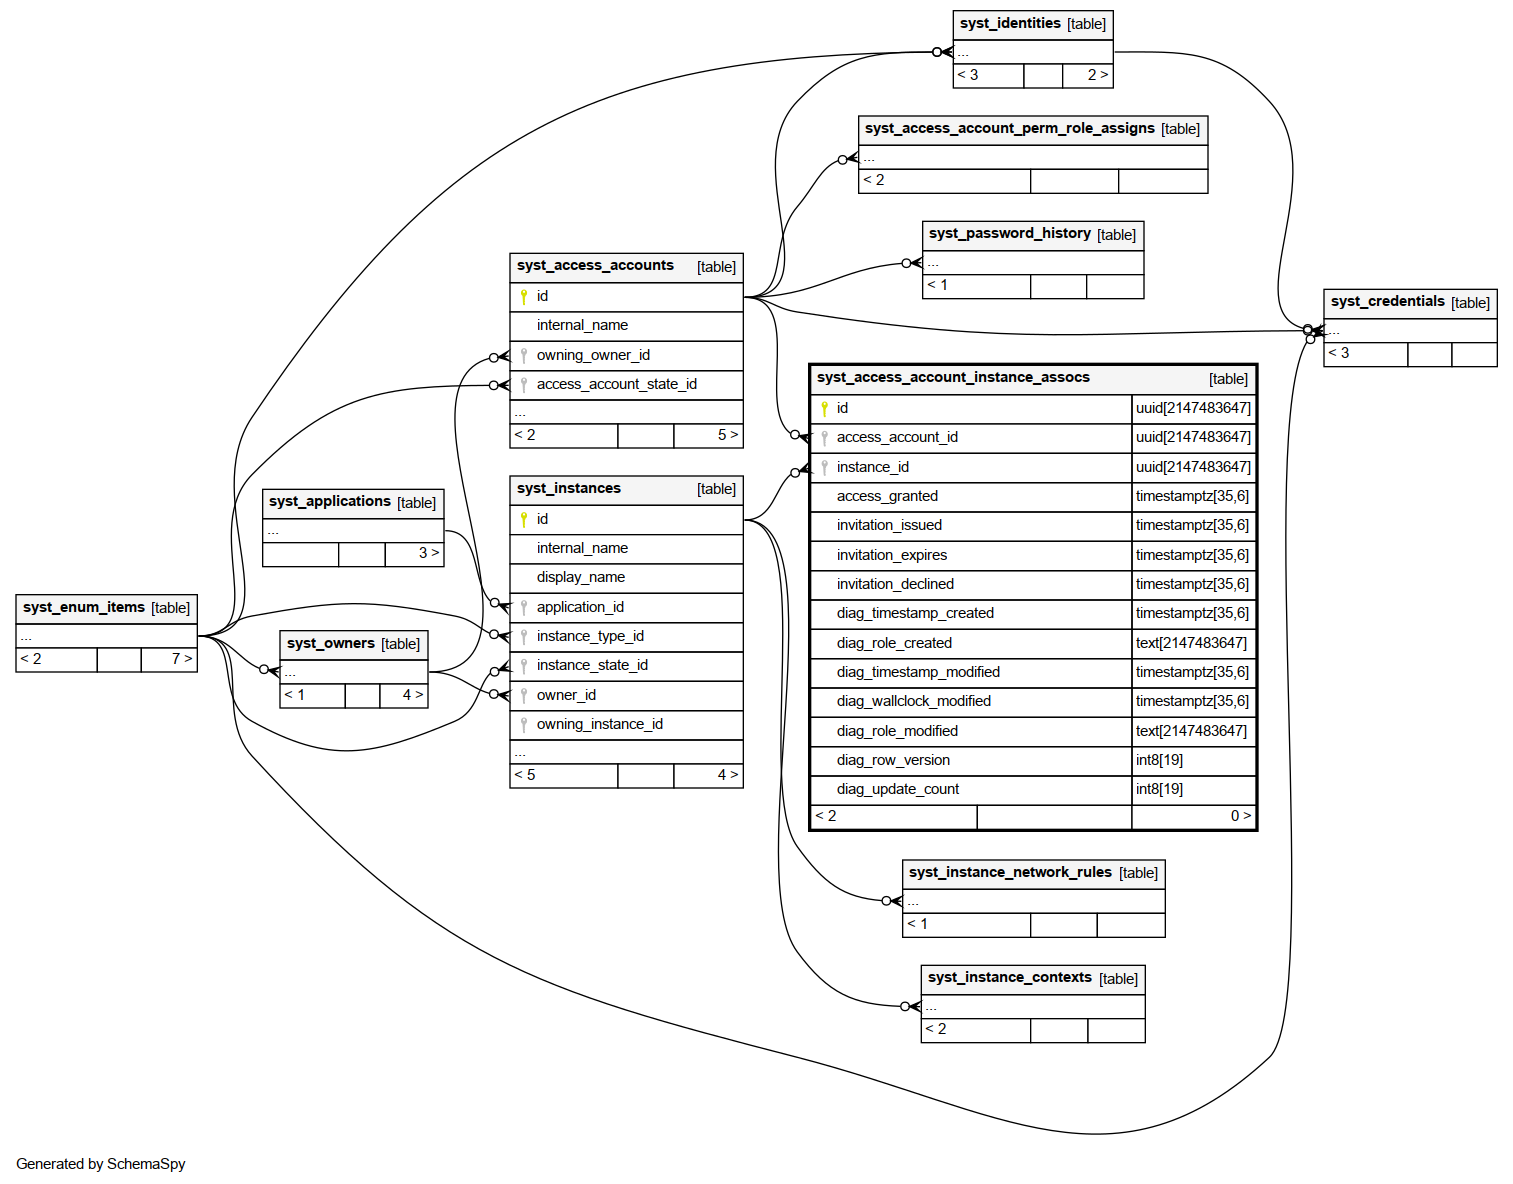 syst_identities [table]
...
< 3 2 >
syst_access_account_perm_role_assigns [table]
...
< 2
syst_password_history [table]
...
< 1
syst_access_accounts [table]
id
internal_name
owning_owner_id
access_account_state_id
...
< 2 5 >
syst_credentials [table]
...
< 3
syst_access_account_instance_assocs [table]
id uuid[2147483647]
access_account_id uuid[2147483647]
instance_id uuid[2147483647]
access_granted timestamptz[35,6]
invitation_issued timestamptz[35,6]
invitation_expires timestamptz[35,6]
invitation_declined timestamptz[35,6]
diag_timestamp_created timestamptz[35,6]
diag_role_created text[2147483647]
diag_timestamp_modified timestamptz[35,6]
diag_wallclock_modified timestamptz[35,6]
diag_role_modified text[2147483647]
diag_row_version int8[19]
diag_update_count int8[19]
< 2 0 >
syst_instances [table]
id
internal_name
display_name
application_id
instance_type_id
instance_state_id
owner_id
owning_instance_id
...
< 5 4 >
syst_applications [table]
...
3 >
syst_enum_items [table]
...
< 2 7 >
syst_owners [table]
...
< 1 4 >
syst_instance_network_rules [table]
...
< 1
syst_instance_contexts [table]
...
< 2
Generated by SchemaSpy